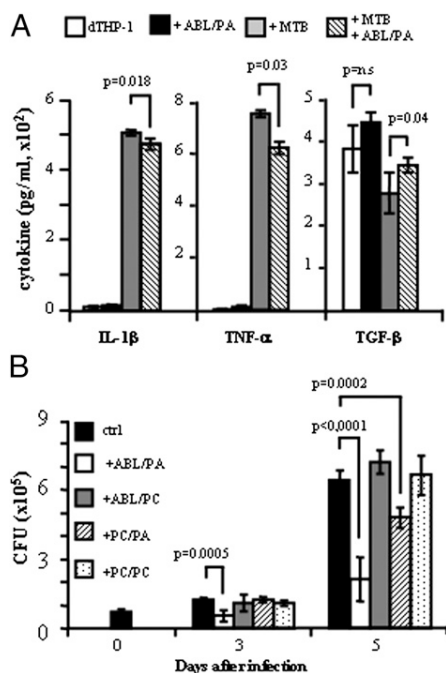 A
dTHP-1
+ ABL/PA
+ MTB
+ MTB
+ ABL/PA
cytokine (pg/ml, x10²)
p=0.018
p=0.03
p=ns
p=0.04
6
4
2
0
8
6
4
2
5
4
3
2
1
IL-1β
TNF-α
TGF-β
B
CFU (x10⁵)
9
6
3
0
ctrl
+ABL/PA
+ABL/PC
+PC/PA
+PC/PC
p=0.0005
p=0.0002
p<0.0001
0
3
5
Days after infection